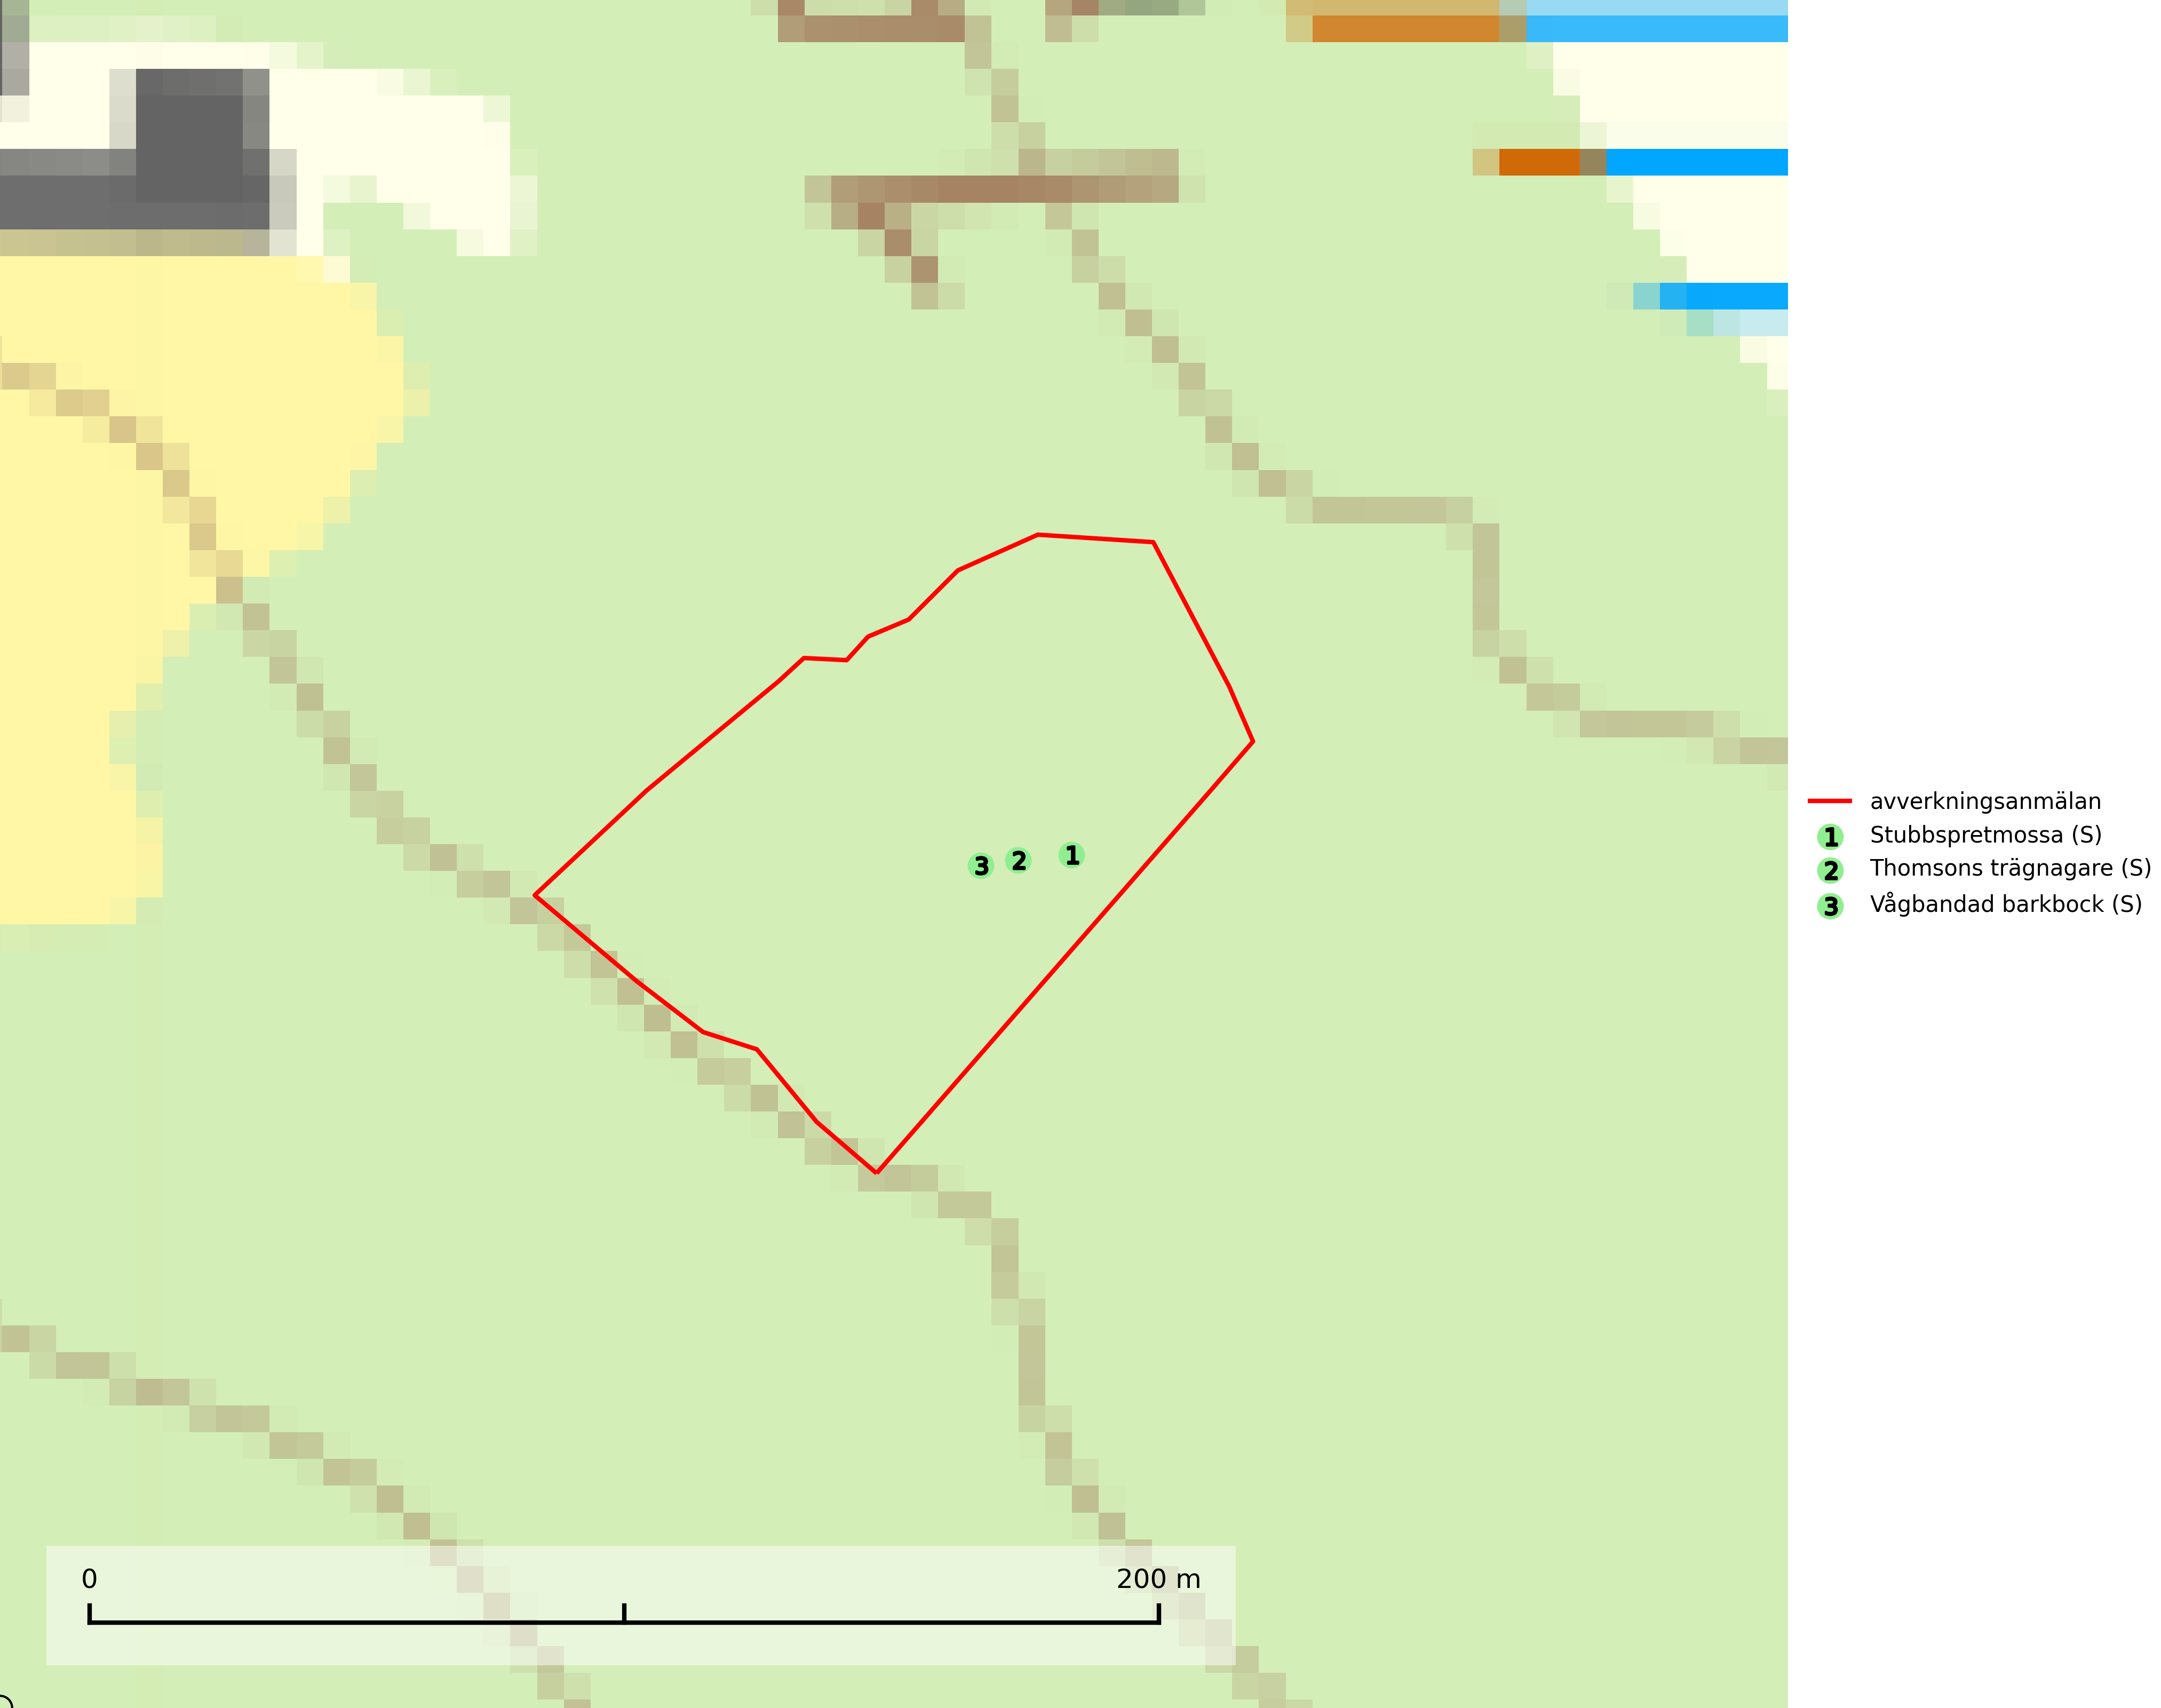 3 2 1
avverkningsanmälan
1 Stubbspretmossa (S)
2 Thomsons trägnagare (S)
3 Vågbandad barkbock (S)
0 200 m